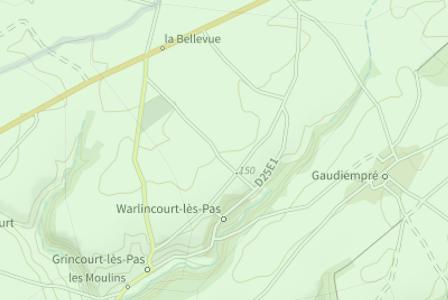 la Bellevue
150
D25E1
Gaudiempré
Warlincourt-lès-Pas
urt
Grincourt-lès-Pas
les Moulins